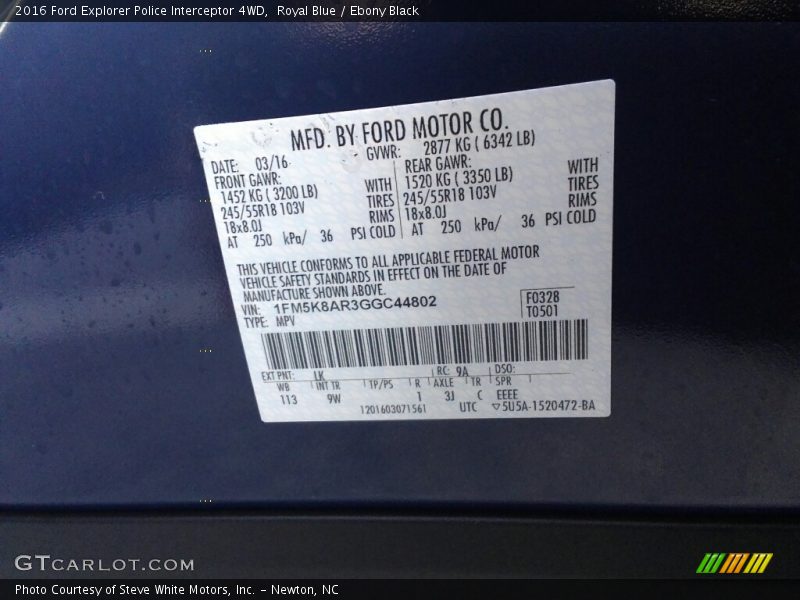 2016 Ford Explorer Police Interceptor 4WD,  Royal Blue / Ebony Black
MFD. BY FORD MOTOR CO.
DATE: 03/16 GVWR: 2877 KG ( 6342 LB)
FRONT GAWR: REAR GAWR:
1452 KG ( 3200 LB) WITH 1520 KG ( 3350 LB) WITH
245/55R18 103V TIRES 245/55R18 103V TIRES
18x8.0J RIMS 18x8.0J RIMS
AT 250 kPa/ 36 PSI COLD AT 250 kPa/ 36 PSI COLD
THIS VEHICLE CONFORMS TO ALL APPLICABLE FEDERAL MOTOR
VEHICLE SAFETY STANDARDS IN EFFECT ON THE DATE OF
MANUFACTURE SHOWN ABOVE.
VIN: 1FM5K8AR3GGC44802 F0328
TYPE: MPV T0501
EXT PNT: LK RC: 9A DSO:
WB INT TR TP/PS R AXLE TR SPR
113 9W 1 3J C EEEE
1201603071561 UTC ▽5U5A-1520472-BA
GTCARLOT.COM
Photo Courtesy of Steve White Motors, Inc. – Newton, NC